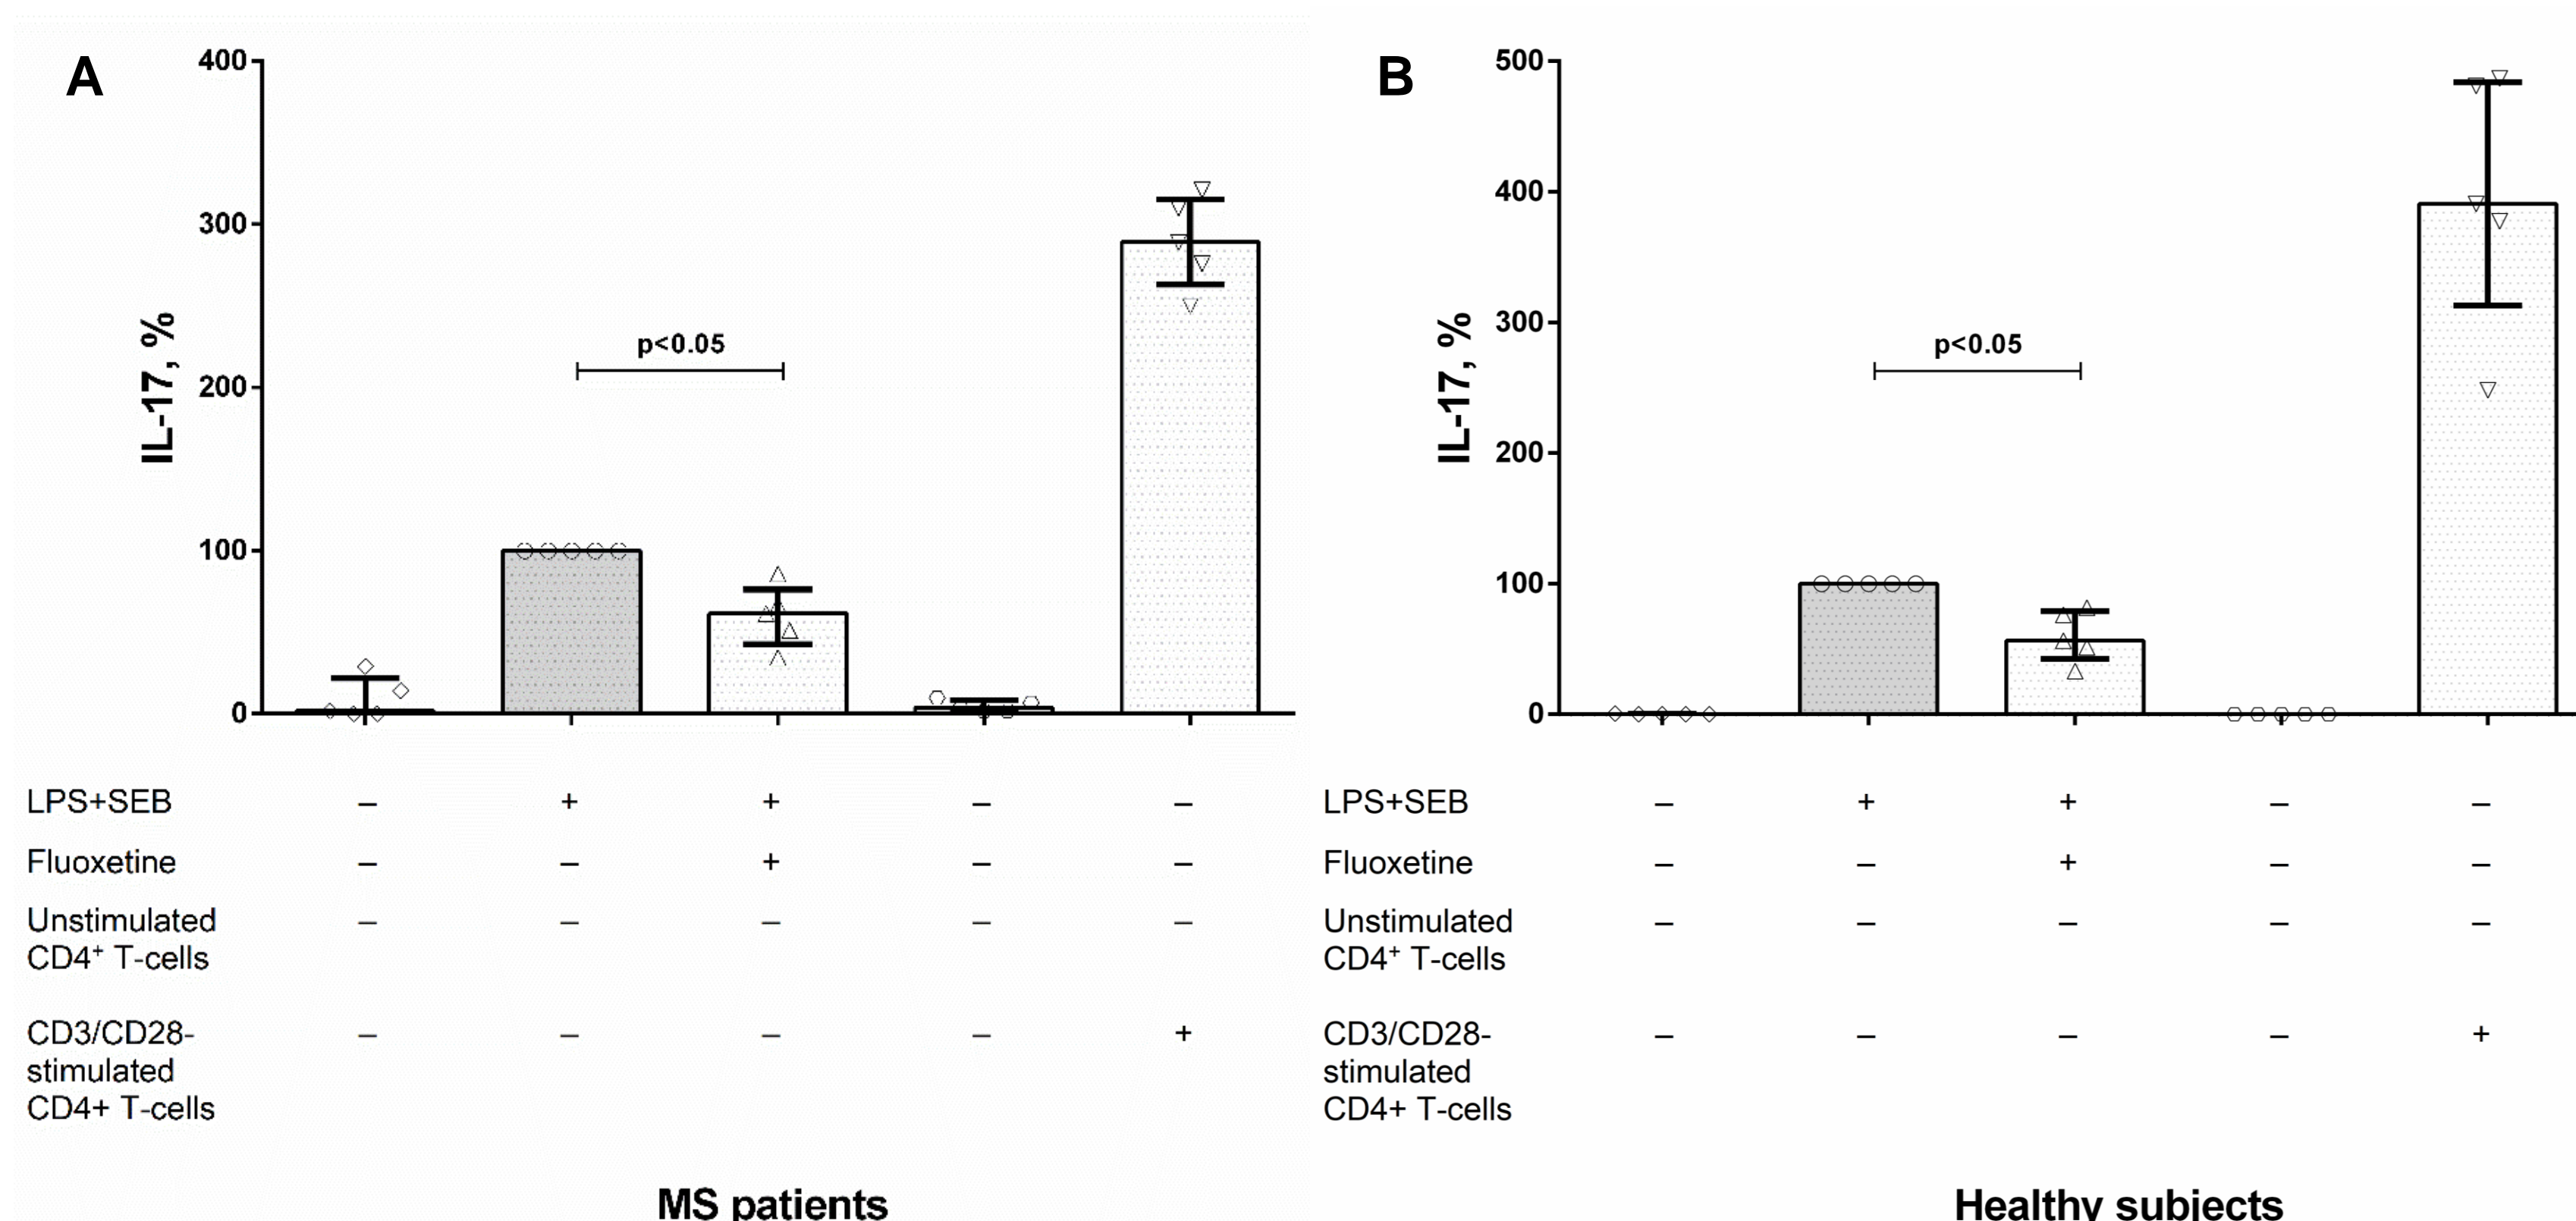 A
400
300
200
100
0
IL-17, %
p<0.05
LPS+SEB – + + – –
Fluoxetine – – + – –
Unstimulated
CD4⁺ T-cells – – – – –
CD3/CD28-
stimulated
CD4+ T-cells – – – – +
MS patients
B
500
400
300
200
100
0
IL-17, %
p<0.05
LPS+SEB – + + – –
Fluoxetine – – + – –
Unstimulated
CD4⁺ T-cells – – – – –
CD3/CD28-
stimulated
CD4+ T-cells – – – – +
Healthy subjects